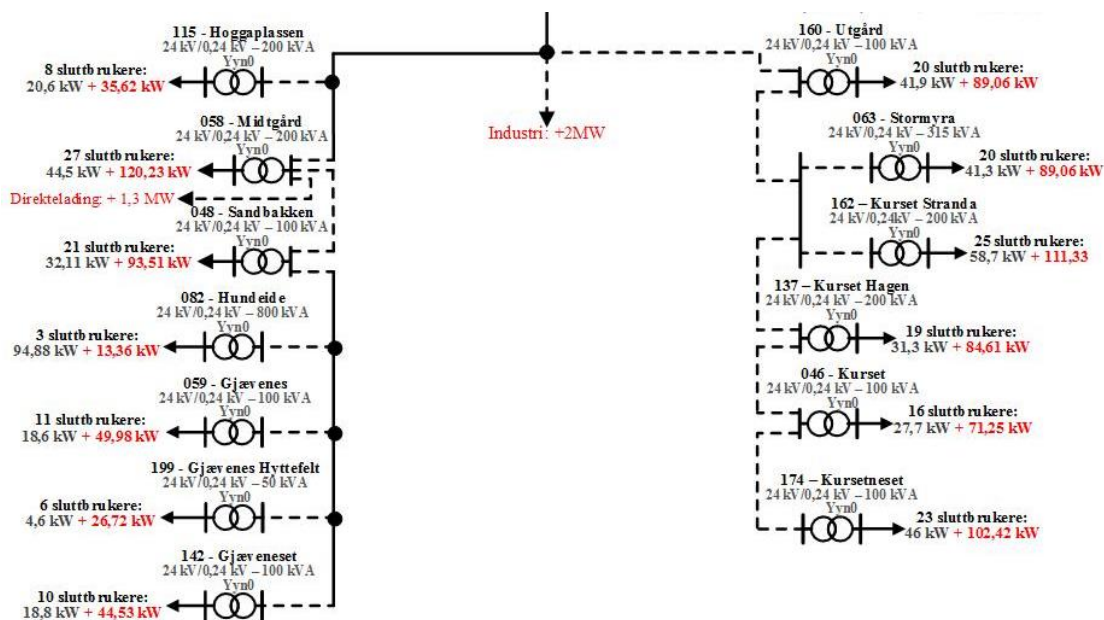 115 - Hoggaplassen
24 kV/0,24 kV – 200 kVA
Yyn0
8 sluttbrukere:
20,6 kW + 35,62 kW
058 - Midtgård
24 kV/0,24 kV – 200 kVA
Yyn0
27 sluttbrukere:
44,5 kW + 120,23 kW
Direktelading: + 1,3 MW
048 - Sandbakken
24 kV/0,24 kV – 100 kVA
Yyn0
21 sluttbrukere:
32,11 kW + 93,51 kW
082 - Hundeide
24 kV/0,24 kV – 800 kVA
Yyn0
3 sluttbrukere:
94,88 kW + 13,36 kW
059 - Gjævenes
24 kV/0,24 kV – 100 kVA
Yyn0
11 sluttbrukere:
18,6 kW + 49,98 kW
199 - Gjævenes Hyttefelt
24 kV/0,24 kV – 50 kVA
Yyn0
6 sluttbrukere:
4,6 kW + 26,72 kW
142 - Gjæveneset
24 kV/0,24 kV – 100 kVA
Yyn0
10 sluttbrukere:
18,8 kW + 44,53 kW
Industri: +2MW
160 - Utgård
24 kV/0,24 kV – 100 kVA
Yyn0
20 sluttbrukere:
41,9 kW + 89,06 kW
063 - Stormyra
24 kV/0,24 kV – 315 kVA
Yyn0
20 sluttbrukere:
41,3 kW + 89,06 kW
162 – Kurset Stranda
24 kV/0,24kV – 200 kVA
Yyn0
25 sluttbrukere:
58,7 kW + 111,33
137 – Kurset Hagen
24 kV/0,24 kV – 200 kVA
Yyn0
19 sluttbrukere:
31,3 kW + 84,61 kW
046 - Kurset
24 kV/0,24 kV – 100 kVA
Yyn0
16 sluttbrukere:
27,7 kW + 71,25 kW
174 – Kursetneset
24 kV/0,24 kV – 100 kVA
Yyn0
23 sluttbrukere:
46 kW + 102,42 kW